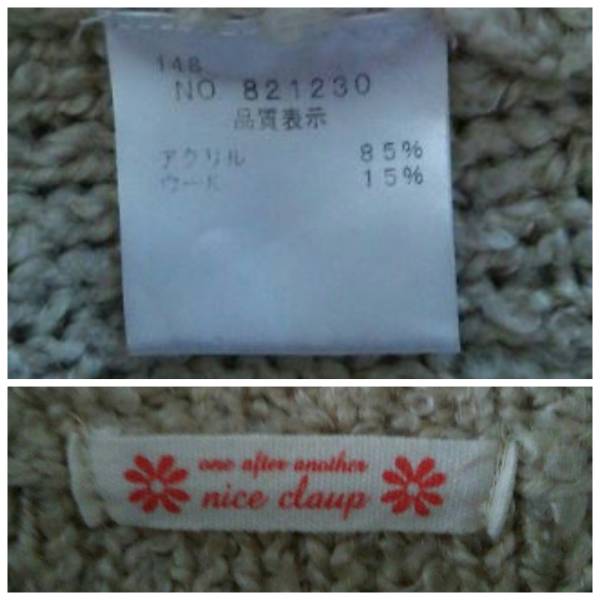 148
NO 821230
品質表示
アクリル 85%
ウール 15%
one after another
nice claup